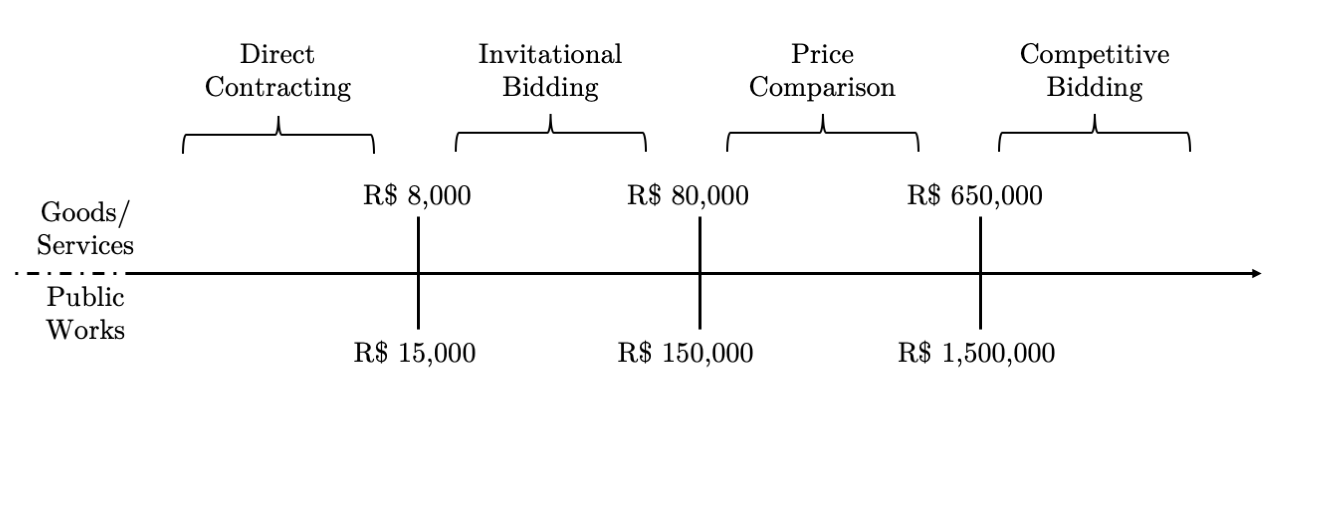 Direct
Contracting
Invitational
Bidding
Price
Comparison
Competitive
Bidding
R$ 8,000
R$ 80,000
R$ 650,000
Goods/
Services
Public
Works
R$ 15,000
R$ 150,000
R$ 1,500,000